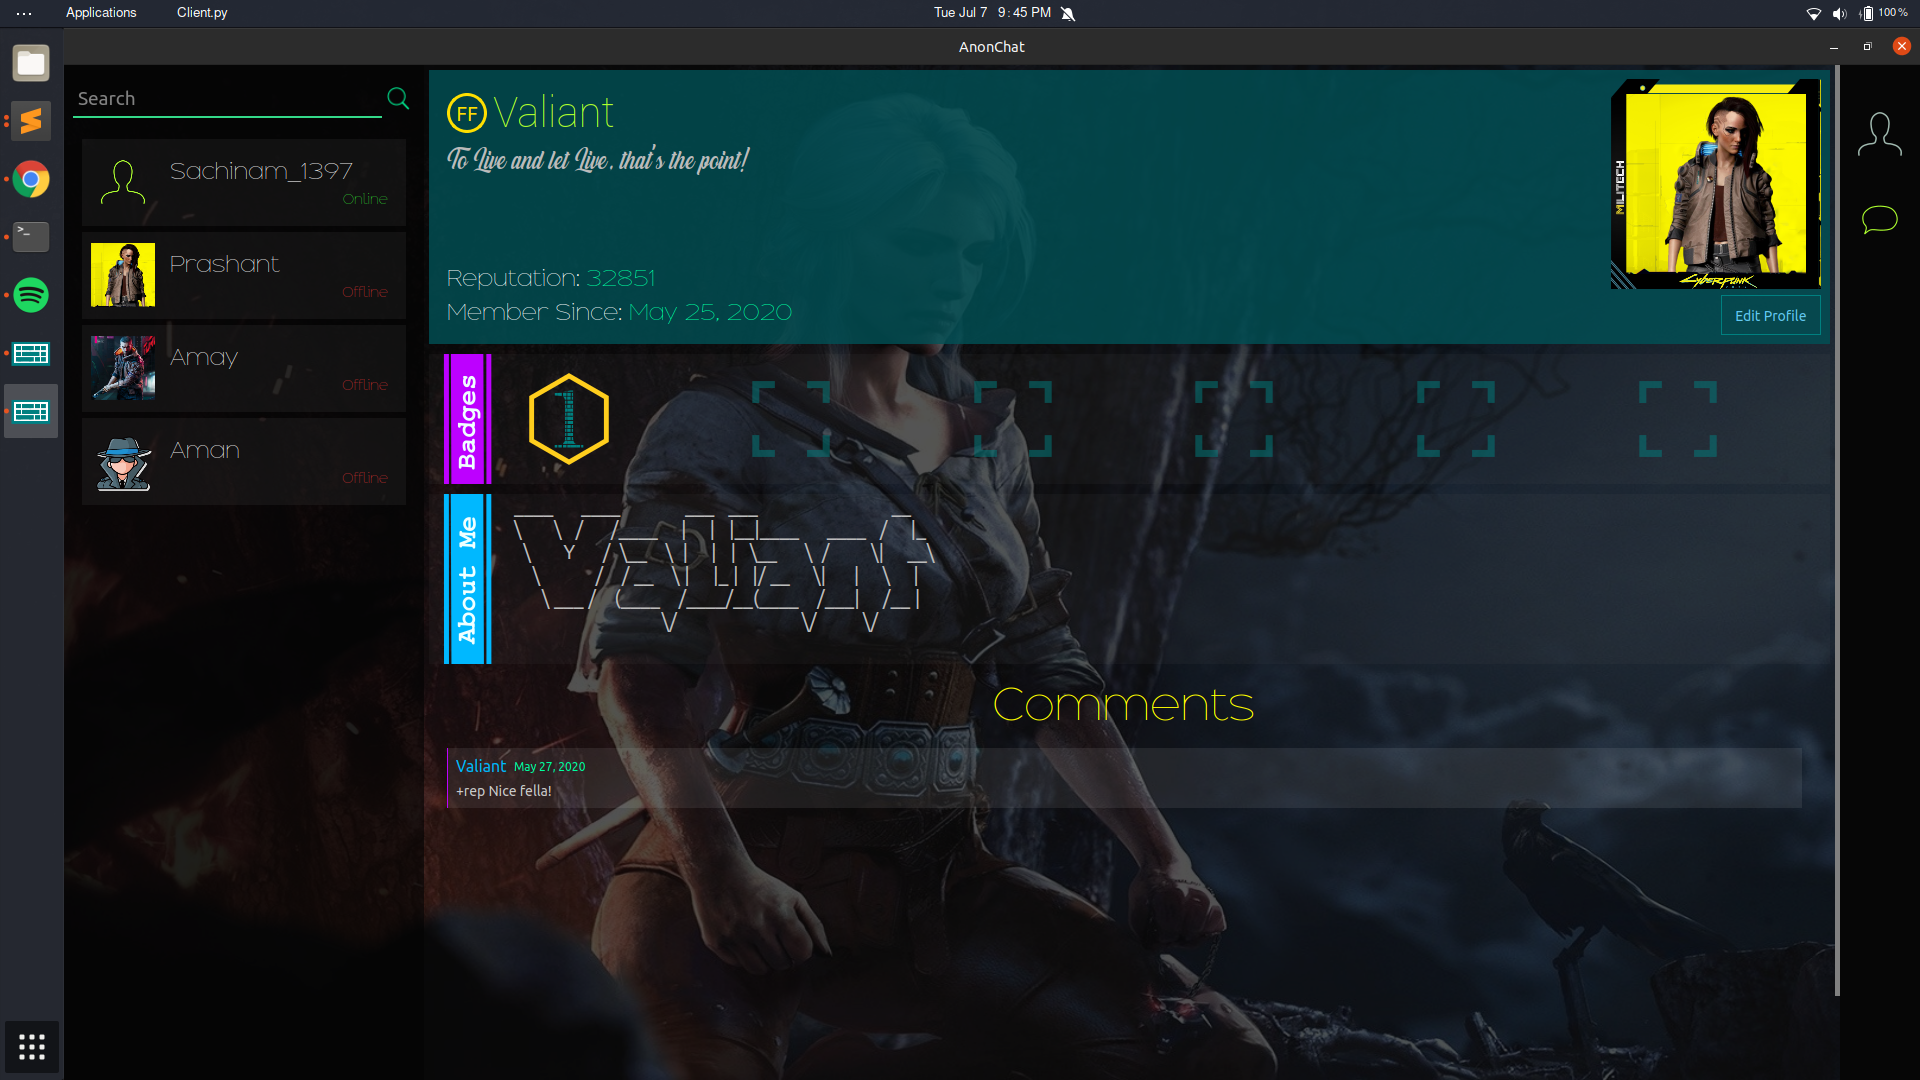 Applications Client.py Tue Jul 7 9:45 PM 100 %
AnonChat
Search
Sachinam_1397
Online
Prashant
Offline
Amay
Offline
Aman
Offline
FF Valiant
To Live and let Live, that's the point!
Reputation: 32851
Member Since: May 25, 2020
MILITECH
Cyberpunk
Edit Profile
Badges
1
About Me
Valiant
Comments
Valiant May 27, 2020
+rep Nice fella!